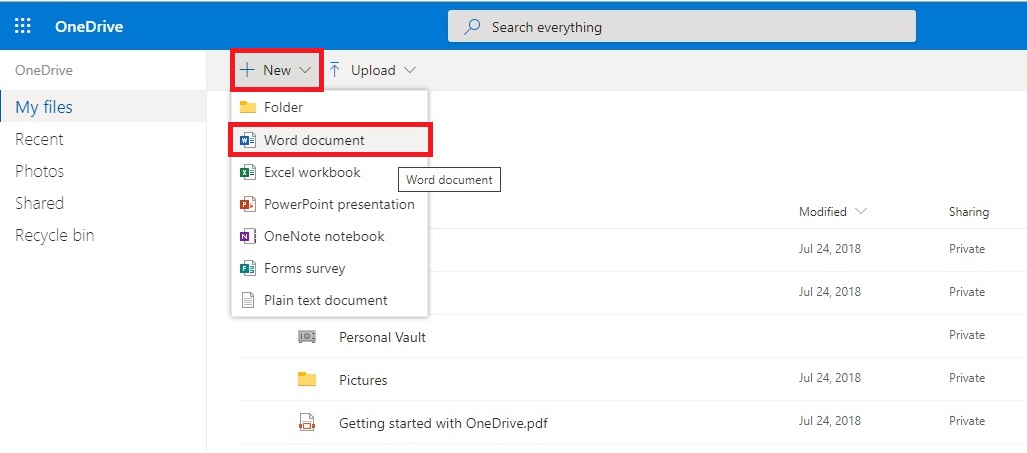 OneDrive
Search everything
OneDrive
My files
Recent
Photos
Shared
Recycle bin
New
Upload
Folder
Word document
Excel workbook
Word document
PowerPoint presentation
OneNote notebook
Forms survey
Plain text document
Modified Sharing
Jul 24, 2018 Private
Jul 24, 2018 Private
Personal Vault Private
Pictures Jul 24, 2018 Private
Getting started with OneDrive.pdf Jul 24, 2018 Private